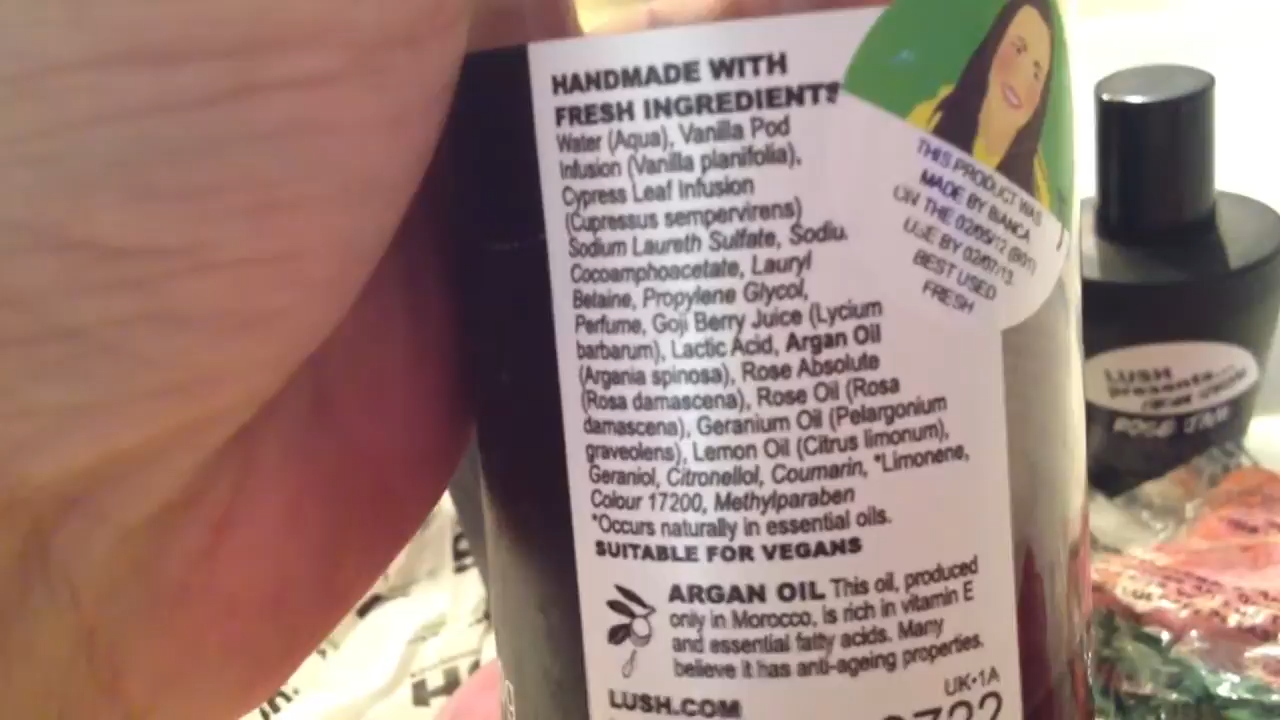 HANDMADE WITH
FRESH INGREDIENTS
Water (Aqua), Vanilla Pod
Infusion (Vanilla planifolia),
Cypress Leaf Infusion
(Cupressus sempervirens)
Sodium Laureth Sulfate, Sodiu.
Cocoamphoacetate, Lauryl
Betaine, Propylene Glycol,
Perfume, Goji Berry Juice (Lycium
barbarum), Lactic Acid, Argan Oil
(Argania spinosa), Rose Absolute
(Rosa damascena), Rose Oil (Rosa
damascena), Geranium Oil (Pelargonium
graveolens), Lemon Oil (Citrus limonum),
Geraniol, Citronellol, Coumarin, *Limonene,
Colour 17200, Methylparaben
*Occurs naturally in essential oils.
SUITABLE FOR VEGANS
ARGAN OIL This oil, produced
only in Morocco, is rich in vitamin E
and essential fatty acids. Many
believe it has anti-ageing properties.
LUSH.COM
UK•1A
THIS PRODUCT WAS
MADE BY BIANCA
ON THE 02/05/12 (B01)
USE BY 02/07/13.
BEST USED
FRESH
LUSH
presents...
ROSE JAM